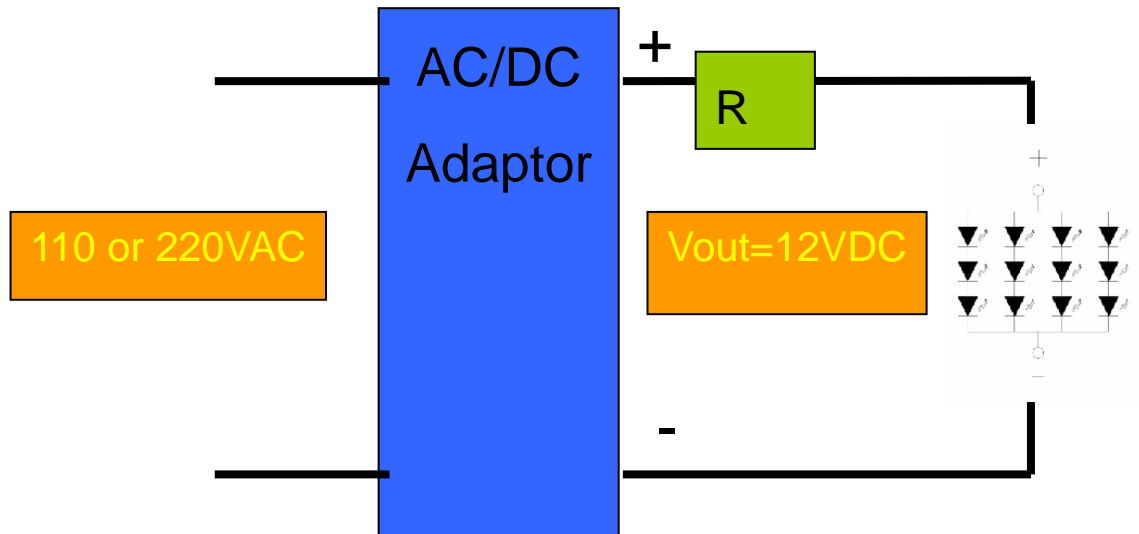 AC/DC
Adaptor
+
R
110 or 220VAC
Vout=12VDC
+
-
-